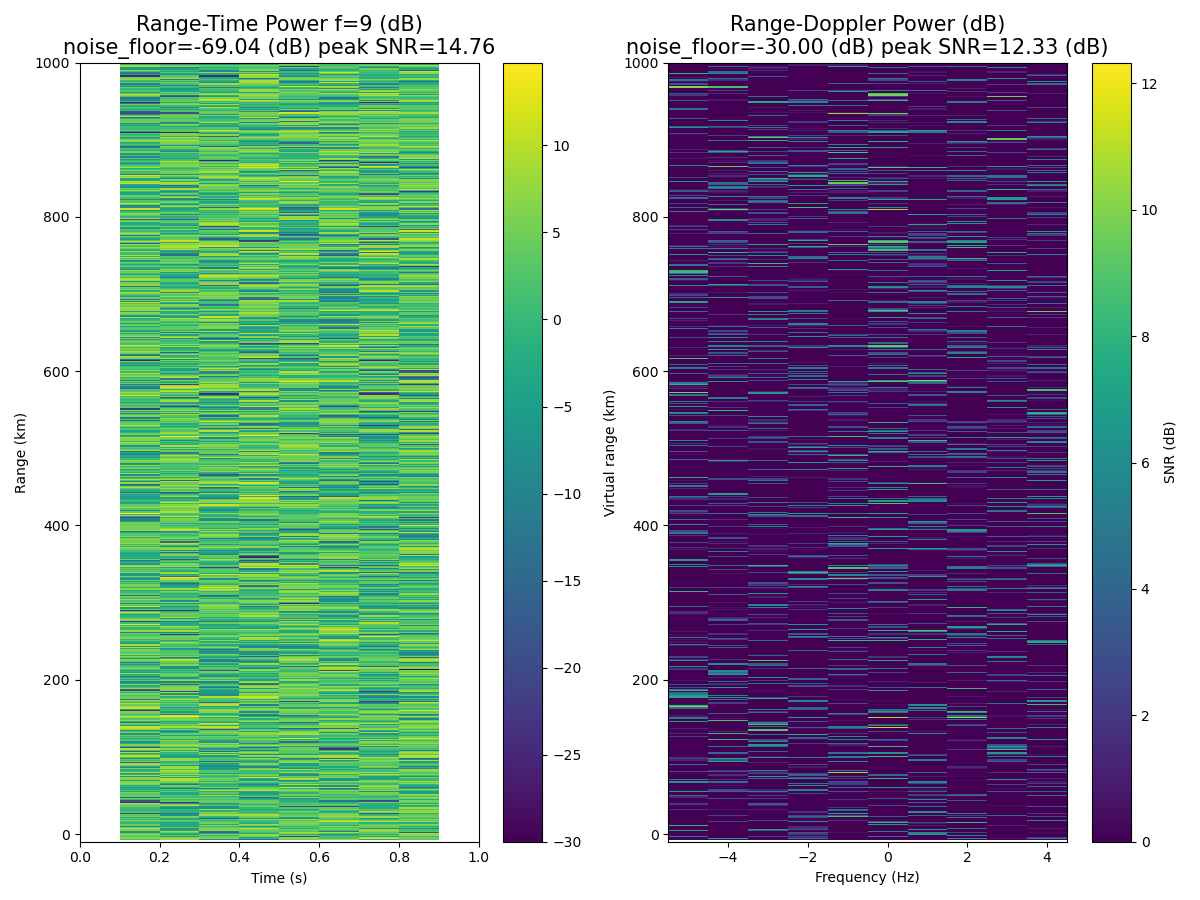 Range-Time Power f=9 (dB)
noise_floor=-69.04 (dB) peak SNR=14.76
Range (km)
1000
800
600
400
200
0
0.0 0.2 0.4 0.6 0.8 1.0
Time (s)
10
5
0
−5
−10
−15
−20
−25
−30
Range-Doppler Power (dB)
noise_floor=-30.00 (dB) peak SNR=12.33 (dB)
Virtual range (km)
1000
800
600
400
200
0
−4 −2 0 2 4
Frequency (Hz)
12
10
8
6
4
2
0
SNR (dB)